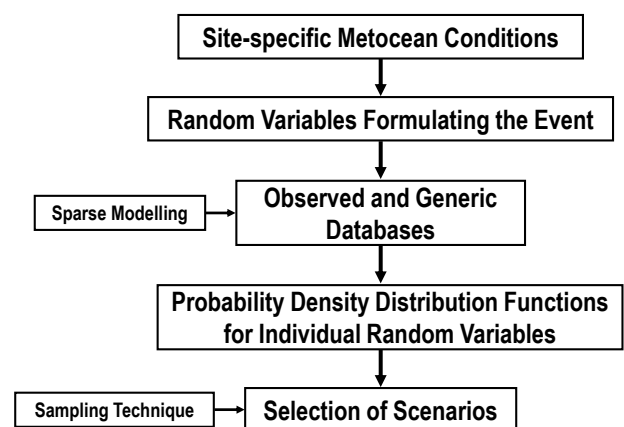 Site-specific Metocean Conditions
Random Variables Formulating the Event
Sparse Modelling
Observed and Generic
Databases
Probability Density Distribution Functions
for Individual Random Variables
Sampling Technique
Selection of Scenarios